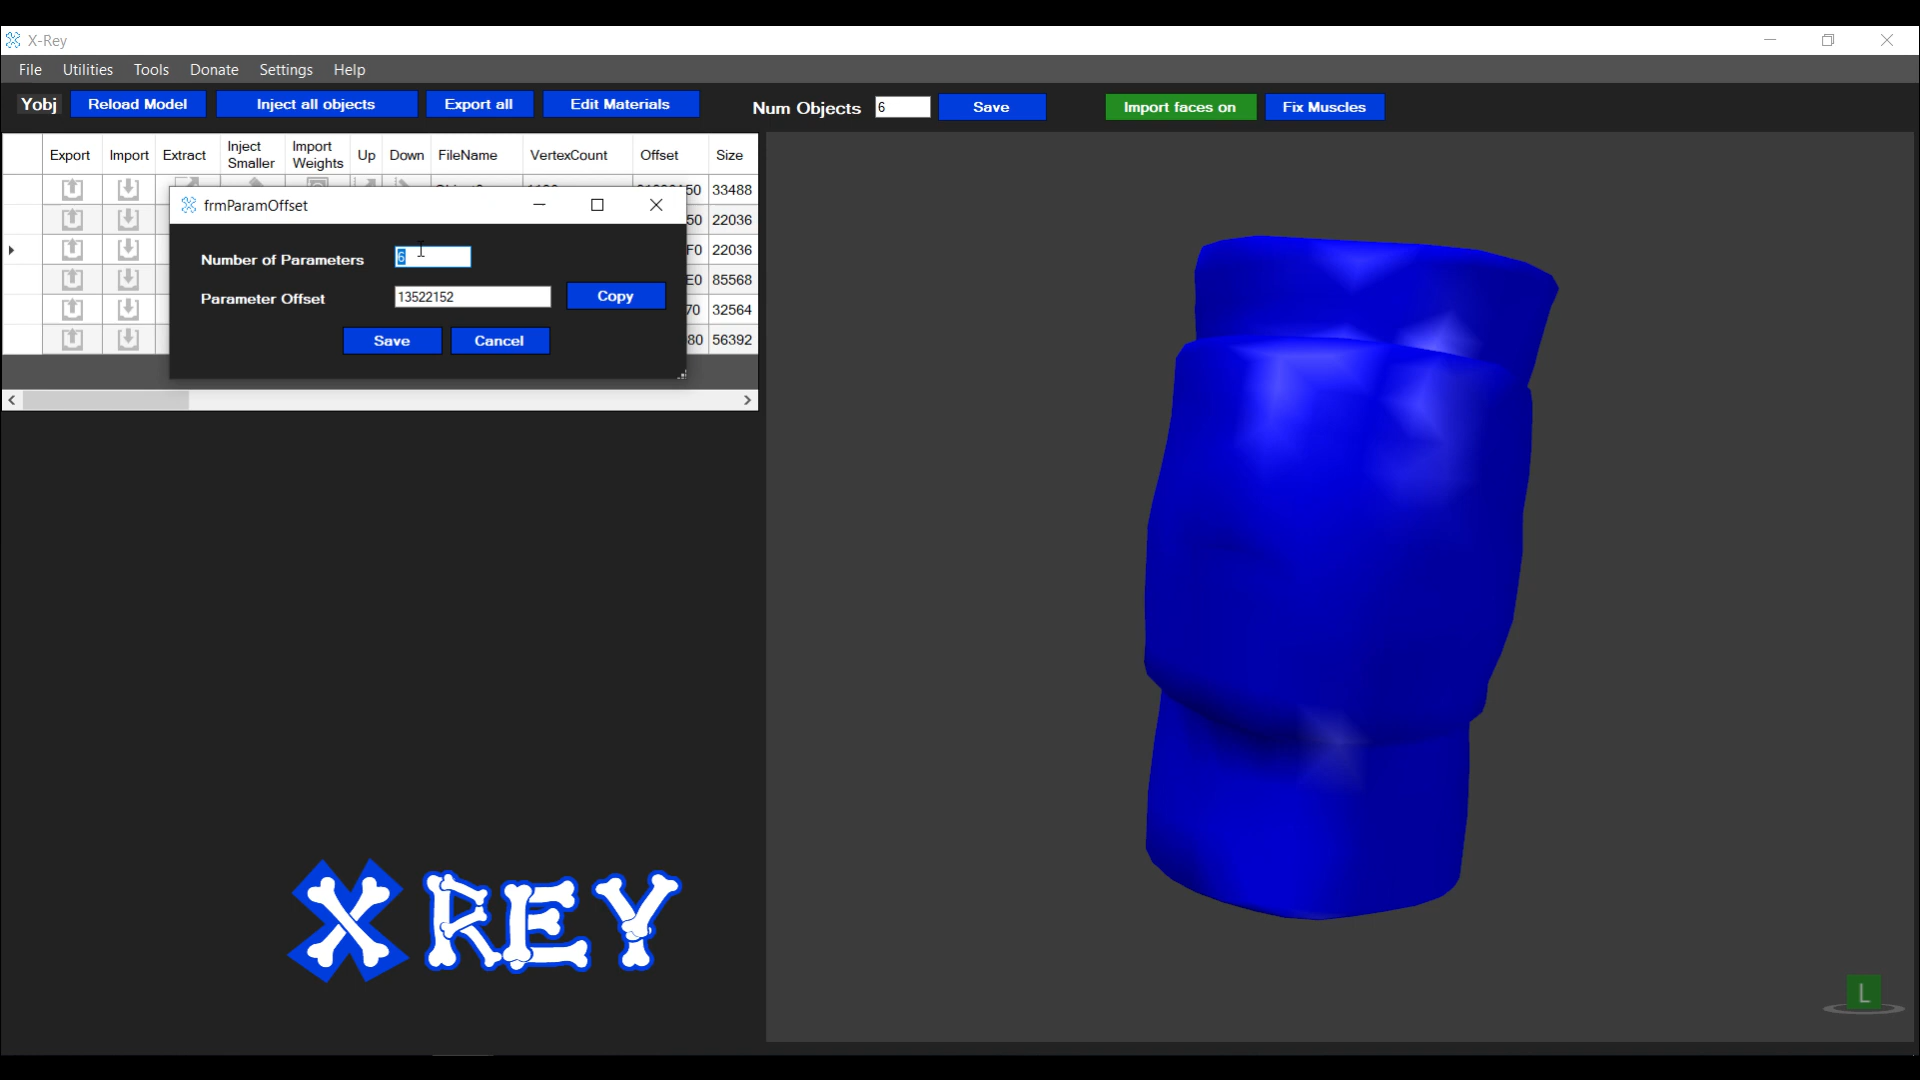 X-Rey
File Utilities Tools Donate Settings Help
Yobj Reload Model Inject all objects Export all Edit Materials Num Objects 6 Save Import faces on Fix Muscles
Export Import Extract Inject Smaller Import Weights Up Down FileName VertexCount Offset Size
50 33488
50 22036
F0 22036
E0 85568
70 32564
80 56392
frmParamOffset
Number of Parameters 6
Parameter Offset 13522152 Copy
Save Cancel
X REY
L